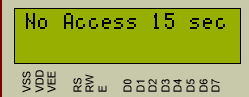 No Access 15 sec
VSS VDD VEE RS RW E D0 D1 D2 D3 D4 D5 D6 D7